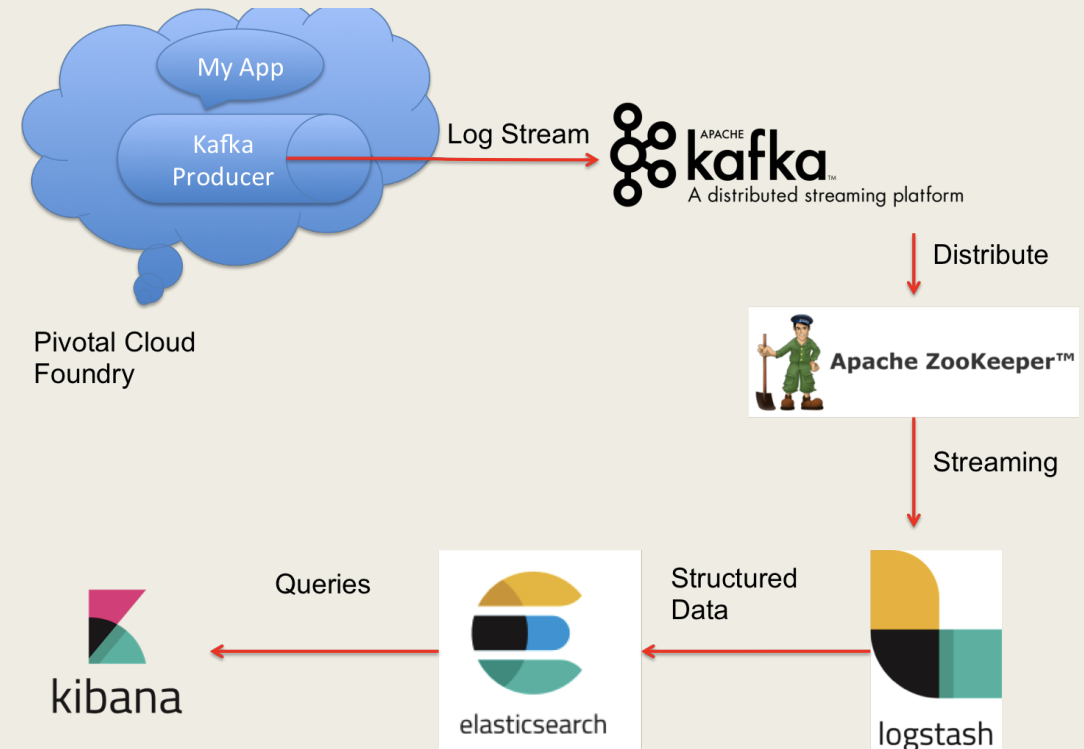 My App
Kafka
Producer
Log Stream
APACHE
kafka™
A distributed streaming platform
Distribute
Pivotal Cloud
Foundry
Apache ZooKeeper™
Streaming
Queries
Structured
Data
kibana
elasticsearch
logstash